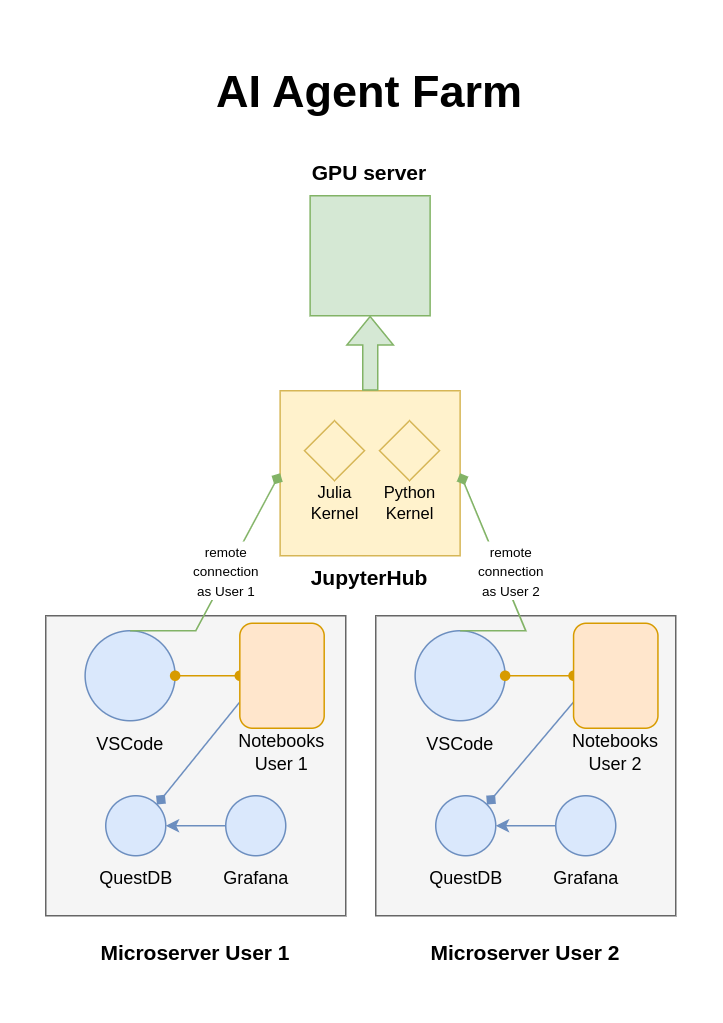 AI Agent Farm
GPU server
Julia
Kernel
Python
Kernel
JupyterHub
remote
connection
as User 1
remote
connection
as User 2
VSCode
Notebooks
User 1
QuestDB
Grafana
Microserver User 1
VSCode
Notebooks
User 2
QuestDB
Grafana
Microserver User 2